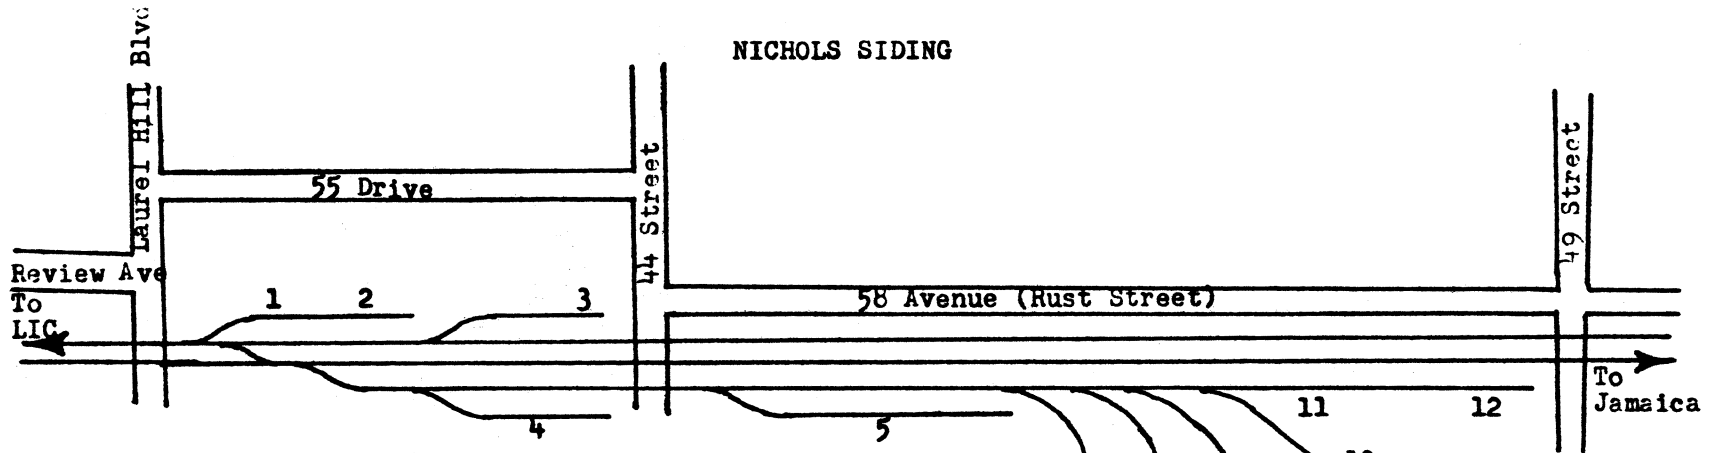 NICHOLS SIDING
Laurel Hill Blvd
44 Street
49 Street
55 Drive
Review Ave
To
LIC
58 Avenue (Rust Street)
1 2 3
4
5
11 12
To
Jamaica